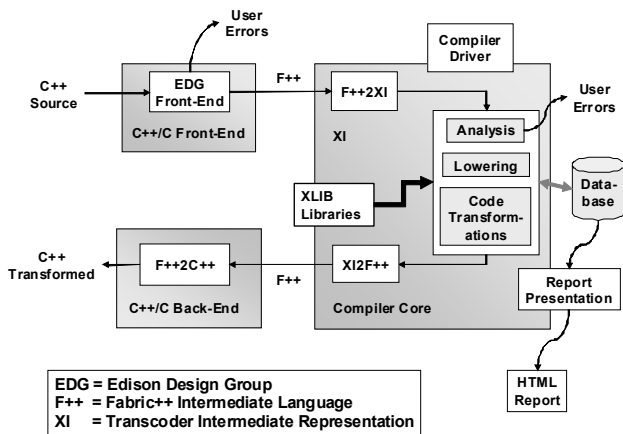 User
Errors
Compiler
Driver
C++
Source
EDG
Front-End
F++
F++2XI
User
Errors
C++/C Front-End
XI
Analysis
Lowering
XLIB
Libraries
Code
Transform-
ations
Data-
base
C++
Transformed
F++2C++
F++
XI2F++
Report
Presentation
C++/C Back-End
Compiler Core
HTML
Report
EDG = Edison Design Group
F++ = Fabric++ Intermediate Language
XI = Transcoder Intermediate Representation